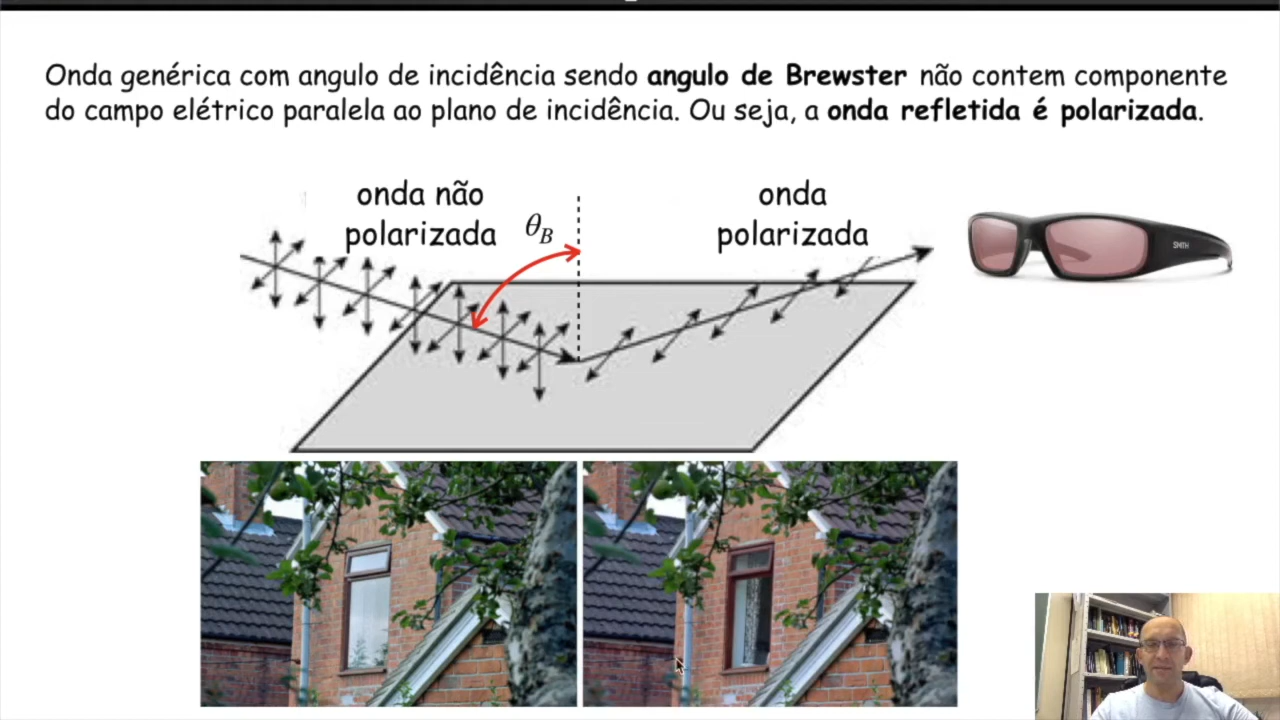 Onda genérica com angulo de incidência sendo angulo de Brewster não contem componente
do campo elétrico paralela ao plano de incidência. Ou seja, a onda refletida é polarizada.
onda não
polarizada
θB
onda
polarizada
SMITH